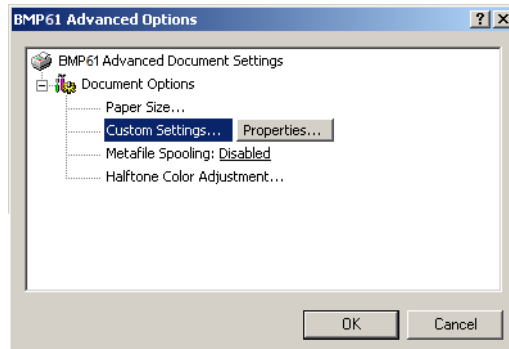 BMP61 Advanced Options
BMP61 Advanced Document Settings
Document Options
Paper Size...
Custom Settings... Properties...
Metafile Spooling: Disabled
Halftone Color Adjustment...
OK Cancel